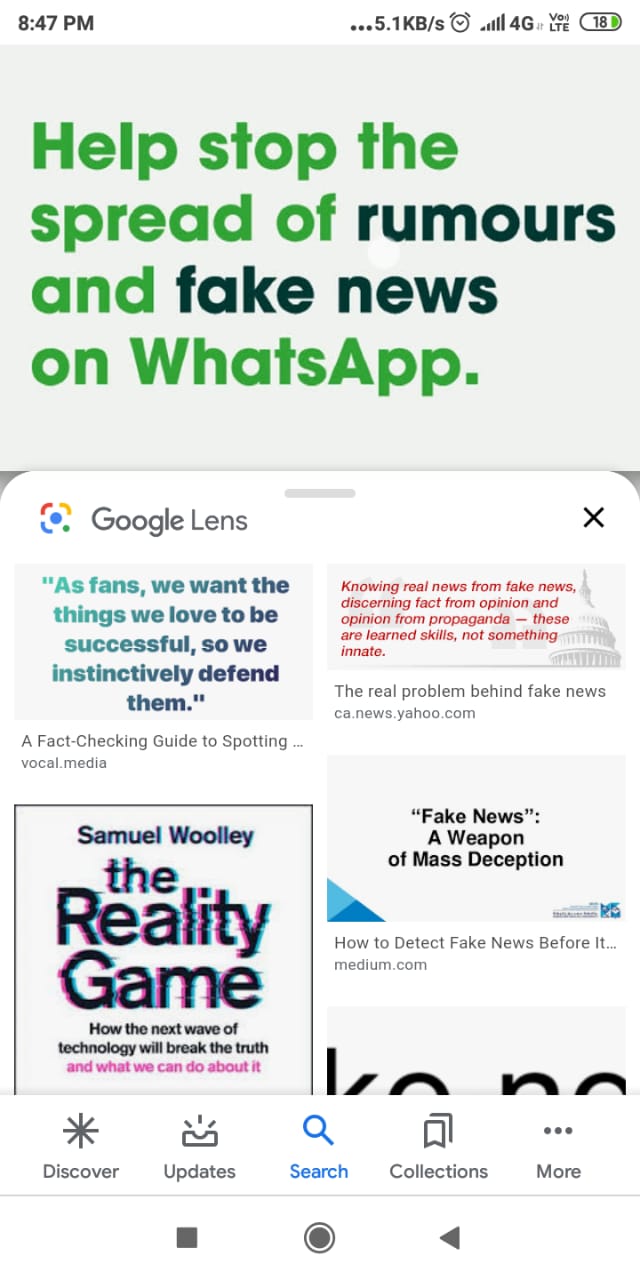 8:47 PM
...5.1KB/s 4G Vo) LTE 18
Help stop the
spread of rumours
and fake news
on WhatsApp.
Google Lens
"As fans, we want the
things we love to be
successful, so we
instinctively defend
them."
A Fact-Checking Guide to Spotting ...
vocal.media
Knowing real news from fake news,
discerning fact from opinion and
opinion from propaganda — these
are learned skills, not something
innate.
The real problem behind fake news
ca.news.yahoo.com
Samuel Woolley
the
Reality
Game
How the next wave of
technology will break the truth
and what we can do about it
“Fake News”:
A Weapon
of Mass Deception
How to Detect Fake News Before It...
medium.com
Discover
Updates
Search
Collections
More